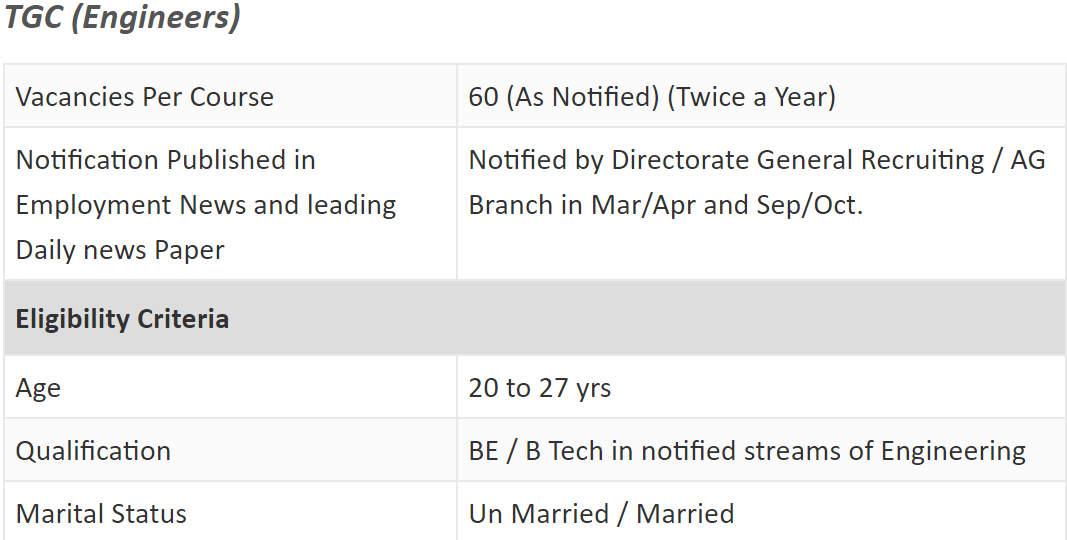 TGC (Engineers)
Vacancies Per Course
60 (As Notified) (Twice a Year)
Notification Published in
Employment News and leading
Daily news Paper
Notified by Directorate General Recruiting / AG
Branch in Mar/Apr and Sep/Oct.
Eligibility Criteria
Age
20 to 27 yrs
Qualification
BE / B Tech in notified streams of Engineering
Marital Status
Un Married / Married